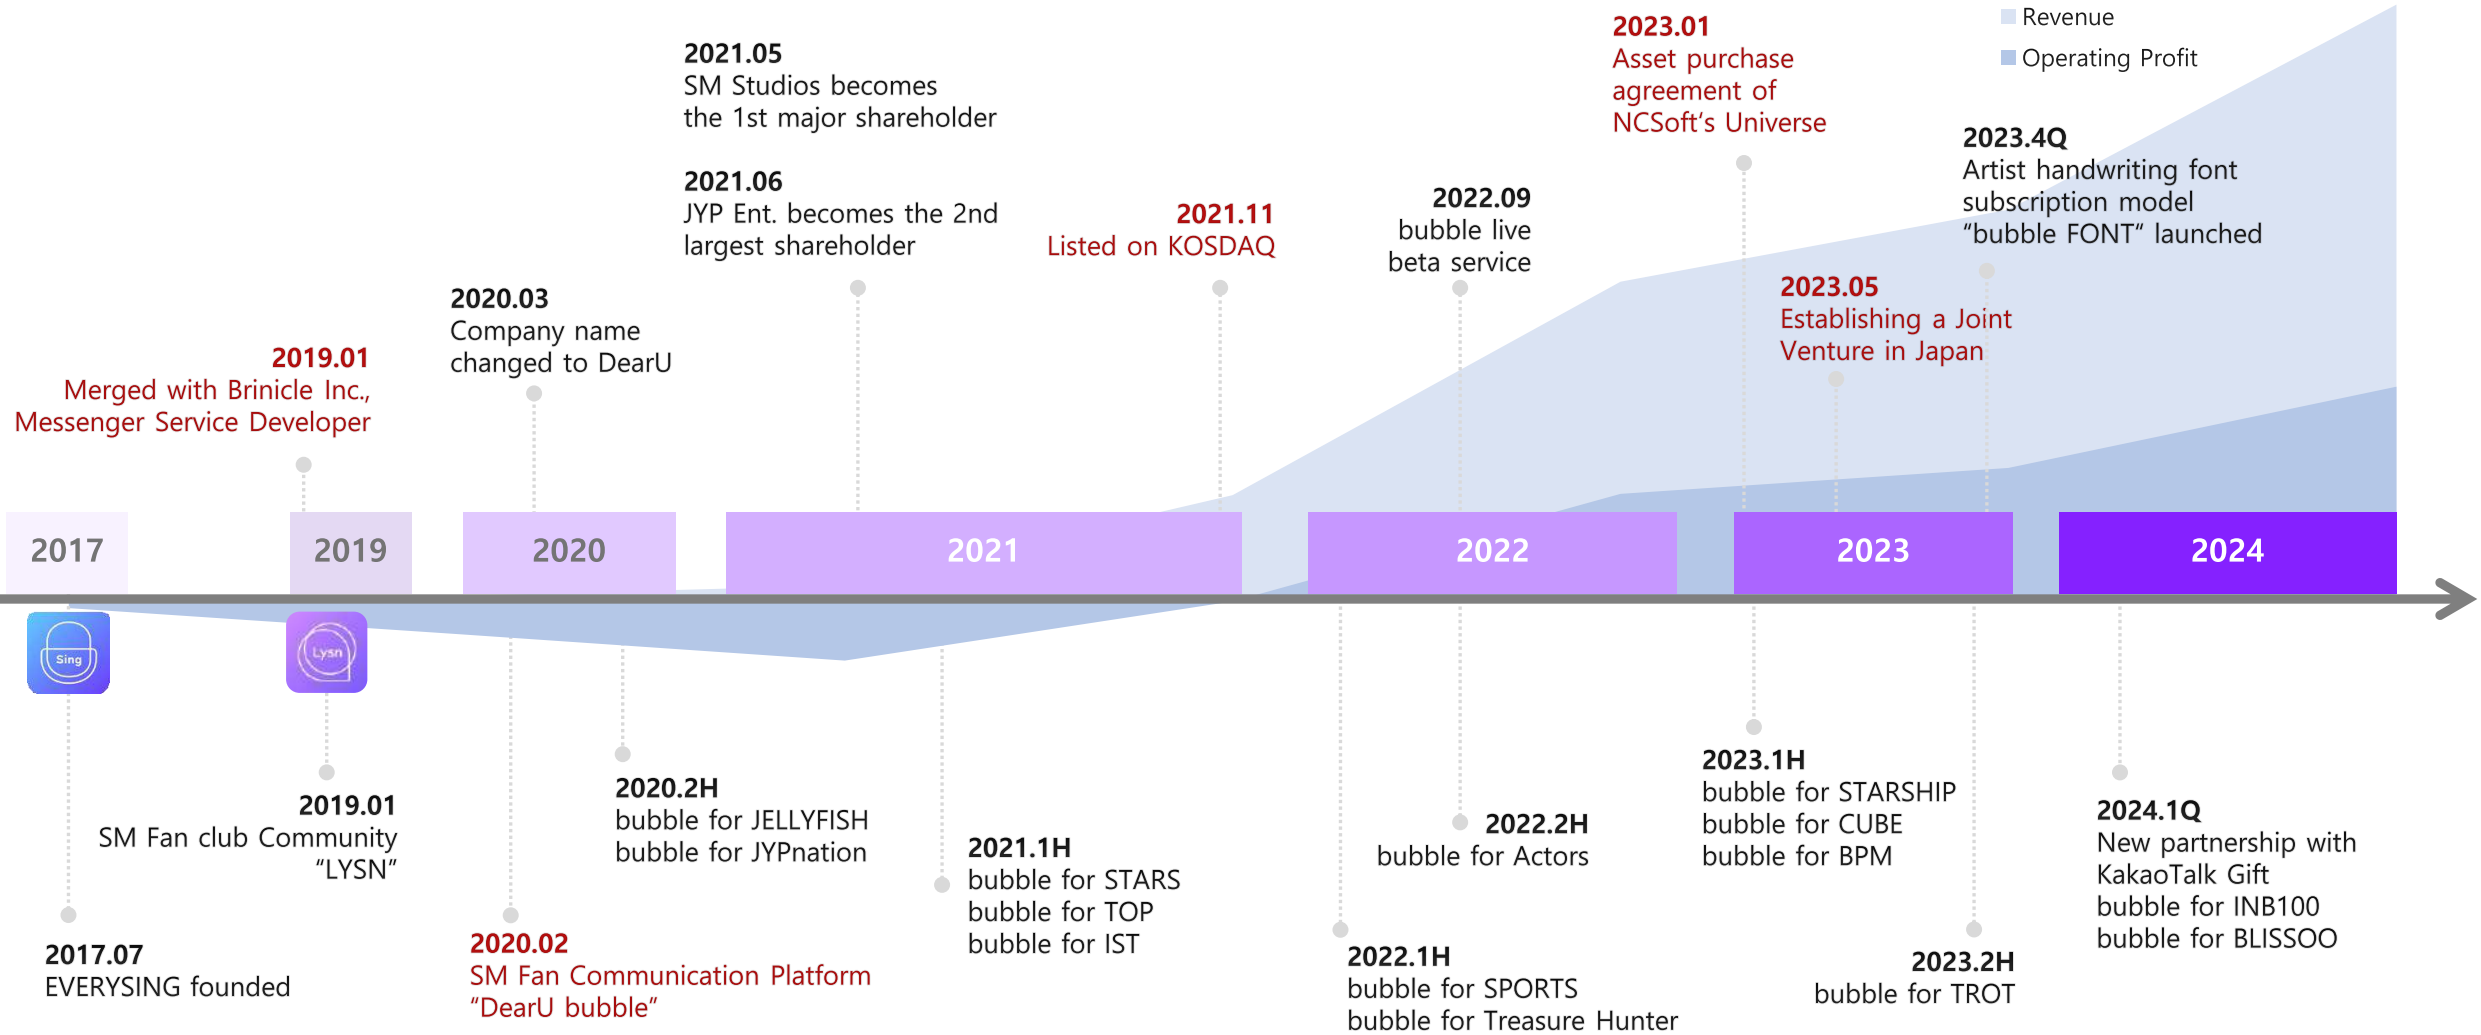 Revenue
Operating Profit
2023.01
Asset purchase
agreement of
NCSoft's Universe
2021.05
SM Studios becomes
the 1st major shareholder
2021.06
JYP Ent. becomes the 2nd
largest shareholder
2021.11
Listed on KOSDAQ
2022.09
bubble live
beta service
2023.4Q
Artist handwriting font
subscription model
“bubble FONT“ launched
2020.03
Company name
changed to DearU
2023.05
Establishing a Joint
Venture in Japan
2019.01
Merged with Brinicle Inc.,
Messenger Service Developer
2017
2019
2020
2021
2022
2023
2024
Sing
Lysn
2017.07
EVERYSING founded
2019.01
SM Fan club Community
“LYSN”
2020.02
SM Fan Communication Platform
“DearU bubble”
2020.2H
bubble for JELLYFISH
bubble for JYPnation
2021.1H
bubble for STARS
bubble for TOP
bubble for IST
2022.1H
bubble for SPORTS
bubble for Treasure Hunter
2022.2H
bubble for Actors
2023.1H
bubble for STARSHIP
bubble for CUBE
bubble for BPM
2023.2H
bubble for TROT
2024.1Q
New partnership with
KakaoTalk Gift
bubble for INB100
bubble for BLISSOO